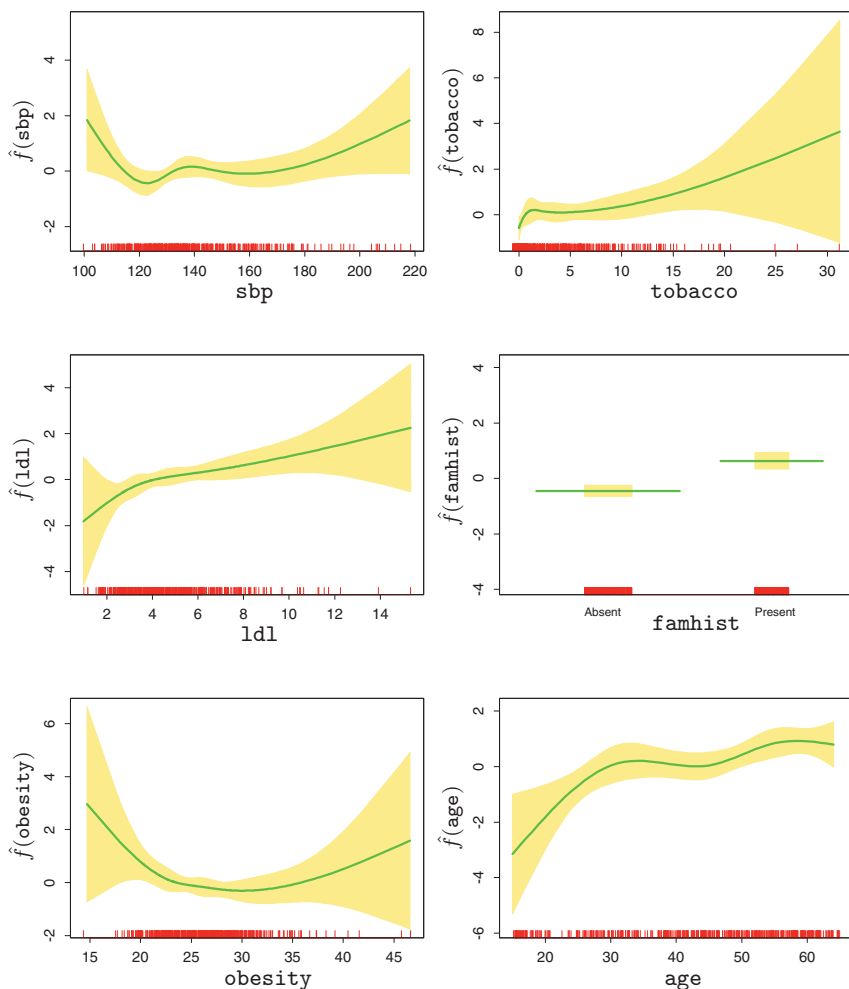 f̂(sbp)
4
2
0
-2
100 120 140 160 180 200 220
sbp
f̂(tobacco)
8
6
4
2
0
0 5 10 15 20 25 30
tobacco
f̂(ldl)
4
2
0
-2
-4
2 4 6 8 10 12 14
ldl
f̂(famhist)
4
2
0
-2
-4
Absent Present
famhist
f̂(obesity)
6
4
2
0
-2
15 20 25 30 35 40 45
obesity
f̂(age)
2
0
-2
-4
-6
20 30 40 50 60
age